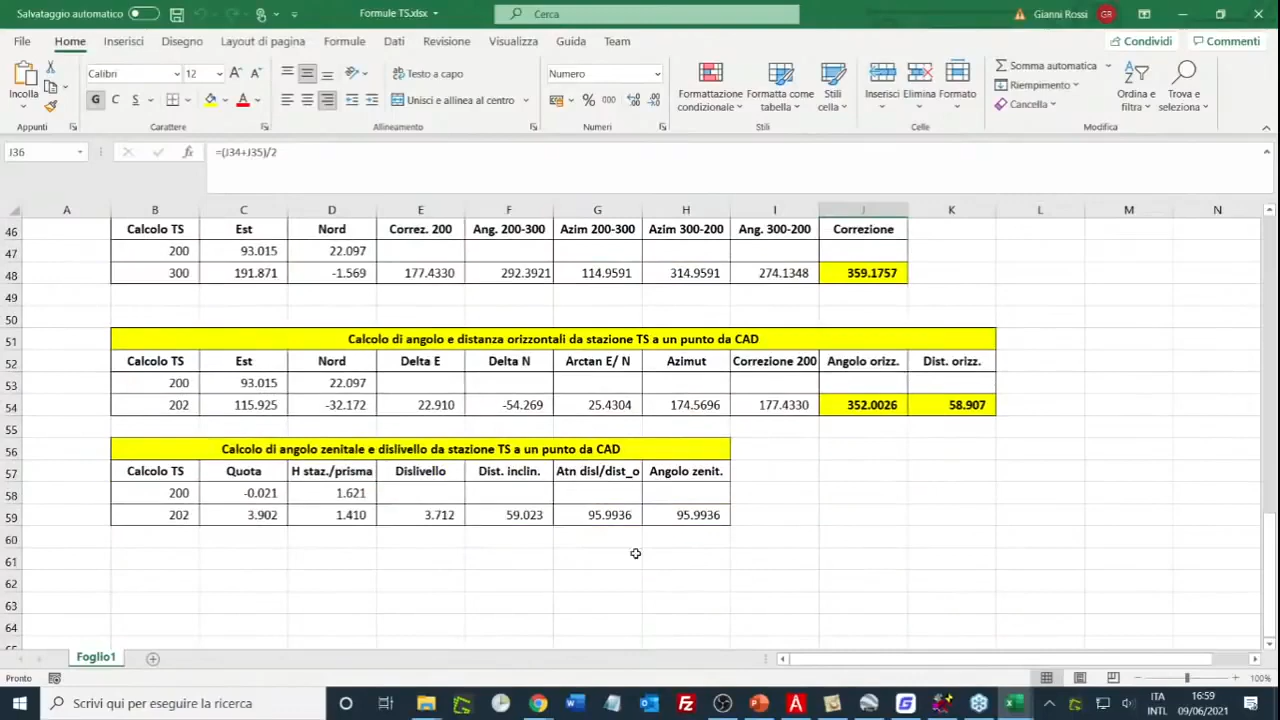 Salvataggio automatico
Formule TS.xlsx
Cerca
Gianni Rossi
GR
File
Home
Inserisci
Disegno
Layout di pagina
Formule
Dati
Revisione
Visualizza
Guida
Team
Condividi
Commenti
Incolla
Calibri
12
G C S
Testo a capo
Unisci e allinea al centro
Numero
Formattazione condizionale
Formatta come tabella
Stili cella
Inserisci
Elimina
Formato
Somma automatica
Riempimento
Cancella
Ordina e filtra
Trova e seleziona
Appunti
Carattere
Allineamento
Numeri
Stili
Celle
Modifica
J36
fx
=(J34+J35)/2
A B C D E F G H I J K L M N
46 Calcolo TS Est Nord Correz. 200 Ang. 200-300 Azim 200-300 Azim 300-200 Ang. 300-200 Correzione
47 200 93.015 22.097
48 300 191.871 -1.569 177.4330 292.3921 114.9591 314.9591 274.1348 359.1757
49
50
51 Calcolo di angolo e distanza orizzontali da stazione TS a un punto da CAD
52 Calcolo TS Est Nord Delta E Delta N Arctan E/ N Azimut Correzione 200 Angolo orizz. Dist. orizz.
53 200 93.015 22.097
54 202 115.925 -32.172 22.910 -54.269 25.4304 174.5696 177.4330 352.0026 58.907
55
56 Calcolo di angolo zenitale e dislivello da stazione TS a un punto da CAD
57 Calcolo TS Quota H staz./prisma Dislivello Dist. inclin. Atn disl/dist_o Angolo zenit.
58 200 -0.021 1.621
59 202 3.902 1.410 3.712 59.023 95.9936 95.9936
60
61
62
63
64
Foglio1
Pronto
100%
Scrivi qui per eseguire la ricerca
ITA
INTL
16:59
09/06/2021